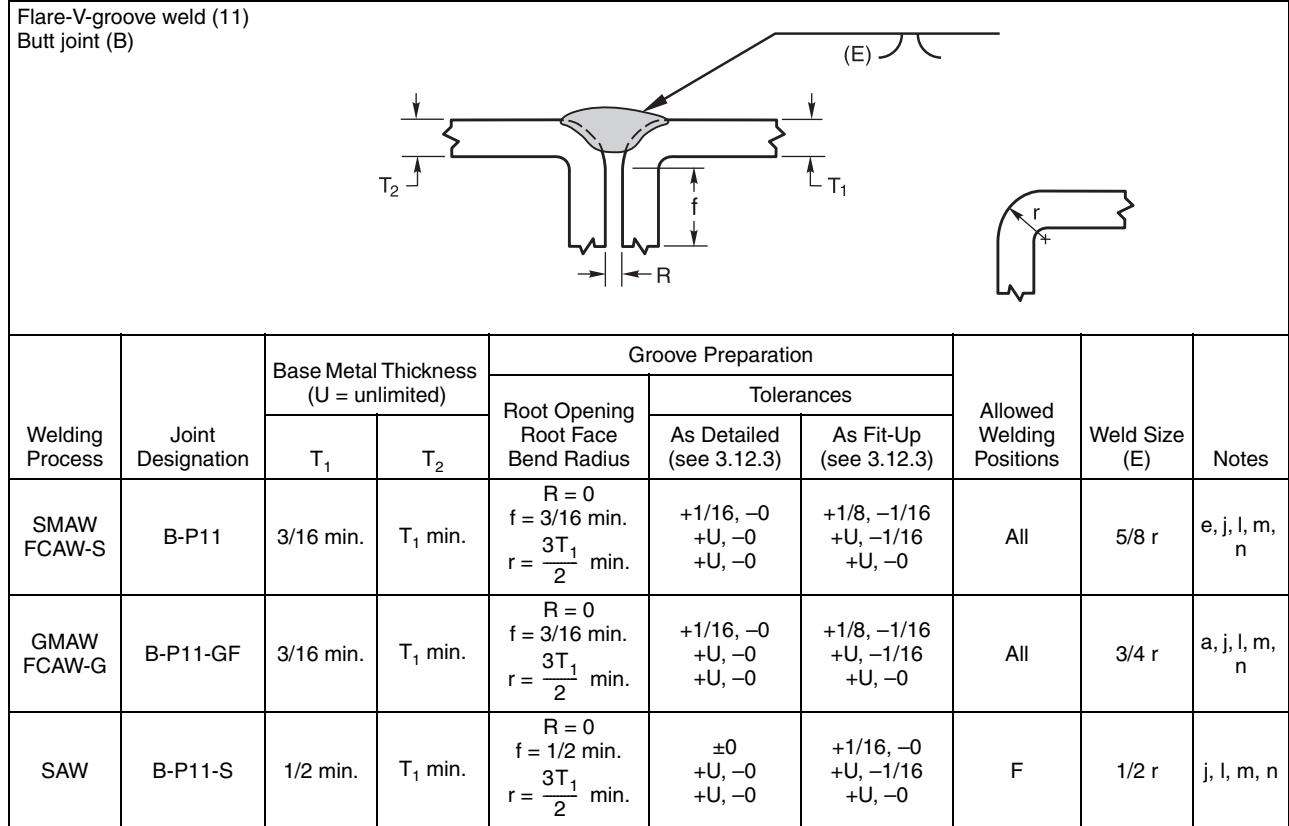 Flare-V-groove weld (11)
Butt joint (B)
(E)
T₂
T₁
f
R
r
Base Metal Thickness
(U = unlimited)
Groove Preparation
Tolerances
Welding
Process
Joint
Designation
T₁
T₂
Root Opening
Root Face
Bend Radius
As Detailed
(see 3.12.3)
As Fit-Up
(see 3.12.3)
Allowed
Welding
Positions
Weld Size
(E)
Notes
SMAW
FCAW-S
B-P11
3/16 min.
T₁ min.
R = 0
f = 3/16 min.
r = 3T₁/2 min.
+1/16, –0
+U, –0
+U, –0
+1/8, –1/16
+U, –1/16
+U, –0
All
5/8 r
e, j, l, m,
n
GMAW
FCAW-G
B-P11-GF
3/16 min.
T₁ min.
R = 0
f = 3/16 min.
r = 3T₁/2 min.
+1/16, –0
+U, –0
+U, –0
+1/8, –1/16
+U, –1/16
+U, –0
All
3/4 r
a, j, l, m,
n
SAW
B-P11-S
1/2 min.
T₁ min.
R = 0
f = 1/2 min.
r = 3T₁/2 min.
±0
+U, –0
+U, –0
+1/16, –0
+U, –1/16
+U, –0
F
1/2 r
j, l, m, n